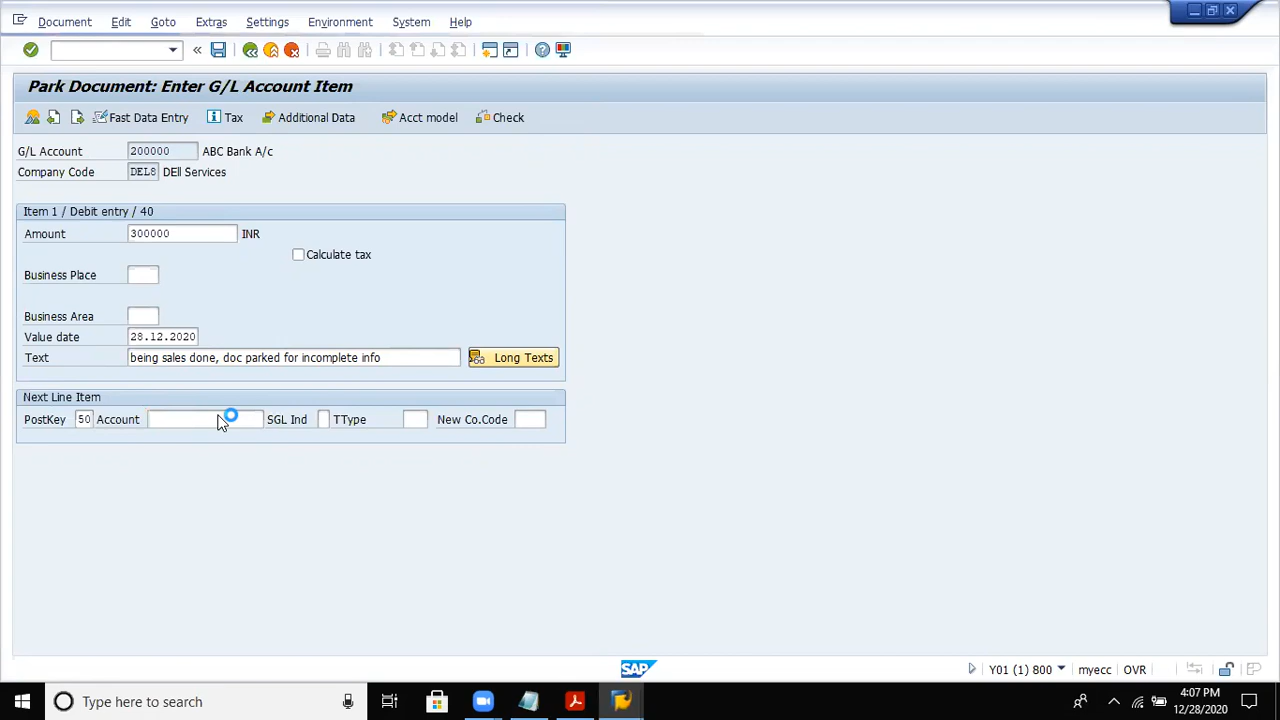 Document Edit Goto Extras Settings Environment System Help
Park Document: Enter G/L Account Item
Fast Data Entry Tax Additional Data Acct model Check
G/L Account 200000 ABC Bank A/c
Company Code DEL8 DEll Services
Item 1 / Debit entry / 40
Amount 300000 INR
Calculate tax
Business Place
Business Area
Value date 28.12.2020
Text being sales done, doc parked for incomplete info Long Texts
Next Line Item
PostKey 50 Account SGL Ind TType New Co.Code
SAP Y01 (1) 800 myecc OVR
Type here to search
4:07 PM
12/28/2020